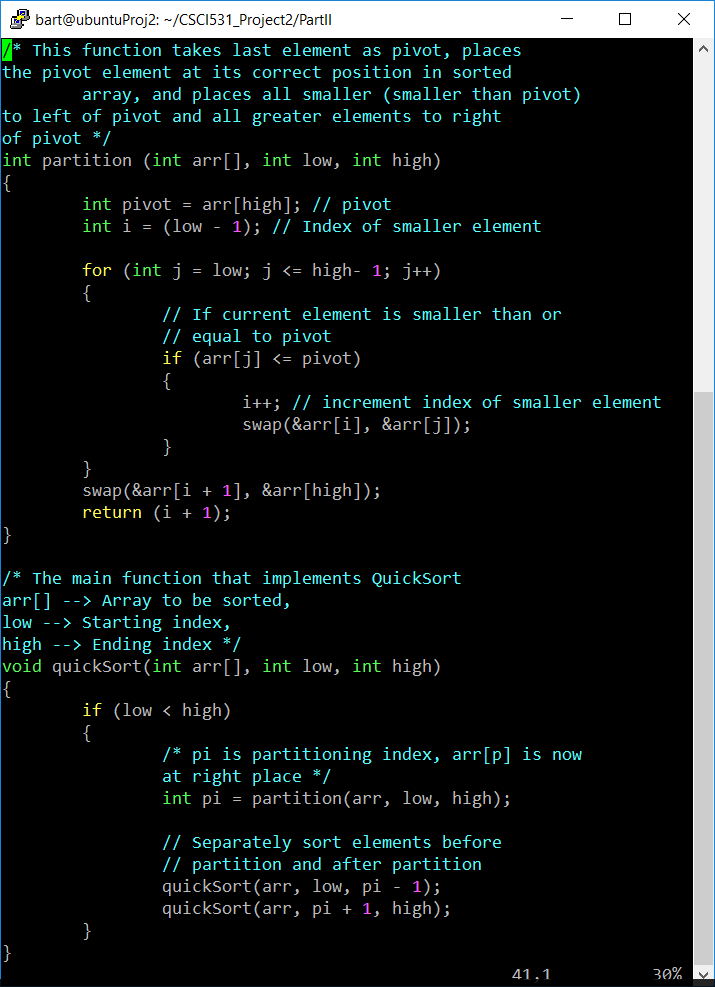 bart@ubuntuProj2: ~/CSCI531_Project2/PartII
/* This function takes last element as pivot, places
the pivot element at its correct position in sorted
        array, and places all smaller (smaller than pivot)
to left of pivot and all greater elements to right
of pivot */
int partition (int arr[], int low, int high)
{
        int pivot = arr[high]; // pivot
        int i = (low - 1); // Index of smaller element

        for (int j = low; j <= high- 1; j++)
        {
                // If current element is smaller than or
                // equal to pivot
                if (arr[j] <= pivot)
                {
                        i++; // increment index of smaller element
                        swap(&arr[i], &arr[j]);
                }
        }
        swap(&arr[i + 1], &arr[high]);
        return (i + 1);
}

/* The main function that implements QuickSort
arr[] --> Array to be sorted,
low --> Starting index,
high --> Ending index */
void quickSort(int arr[], int low, int high)
{
        if (low < high)
        {
                /* pi is partitioning index, arr[p] is now
                at right place */
                int pi = partition(arr, low, high);

                // Separately sort elements before
                // partition and after partition
                quickSort(arr, low, pi - 1);
                quickSort(arr, pi + 1, high);
        }
}
41,1 30%